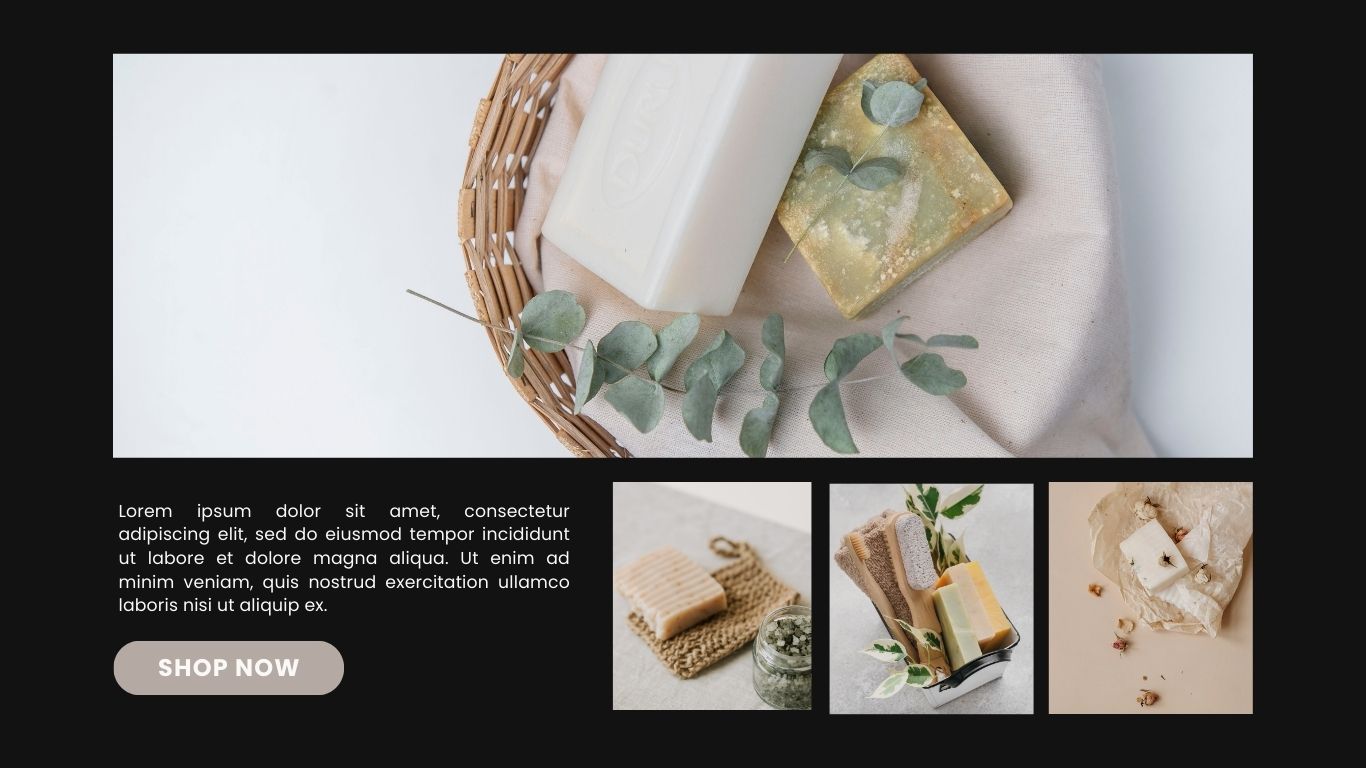 DURU
Lorem ipsum dolor sit amet, consectetur
adipiscing elit, sed do eiusmod tempor incididunt
ut labore et dolore magna aliqua. Ut enim ad
minim veniam, quis nostrud exercitation ullamco
laboris nisi ut aliquip ex.
SHOP NOW